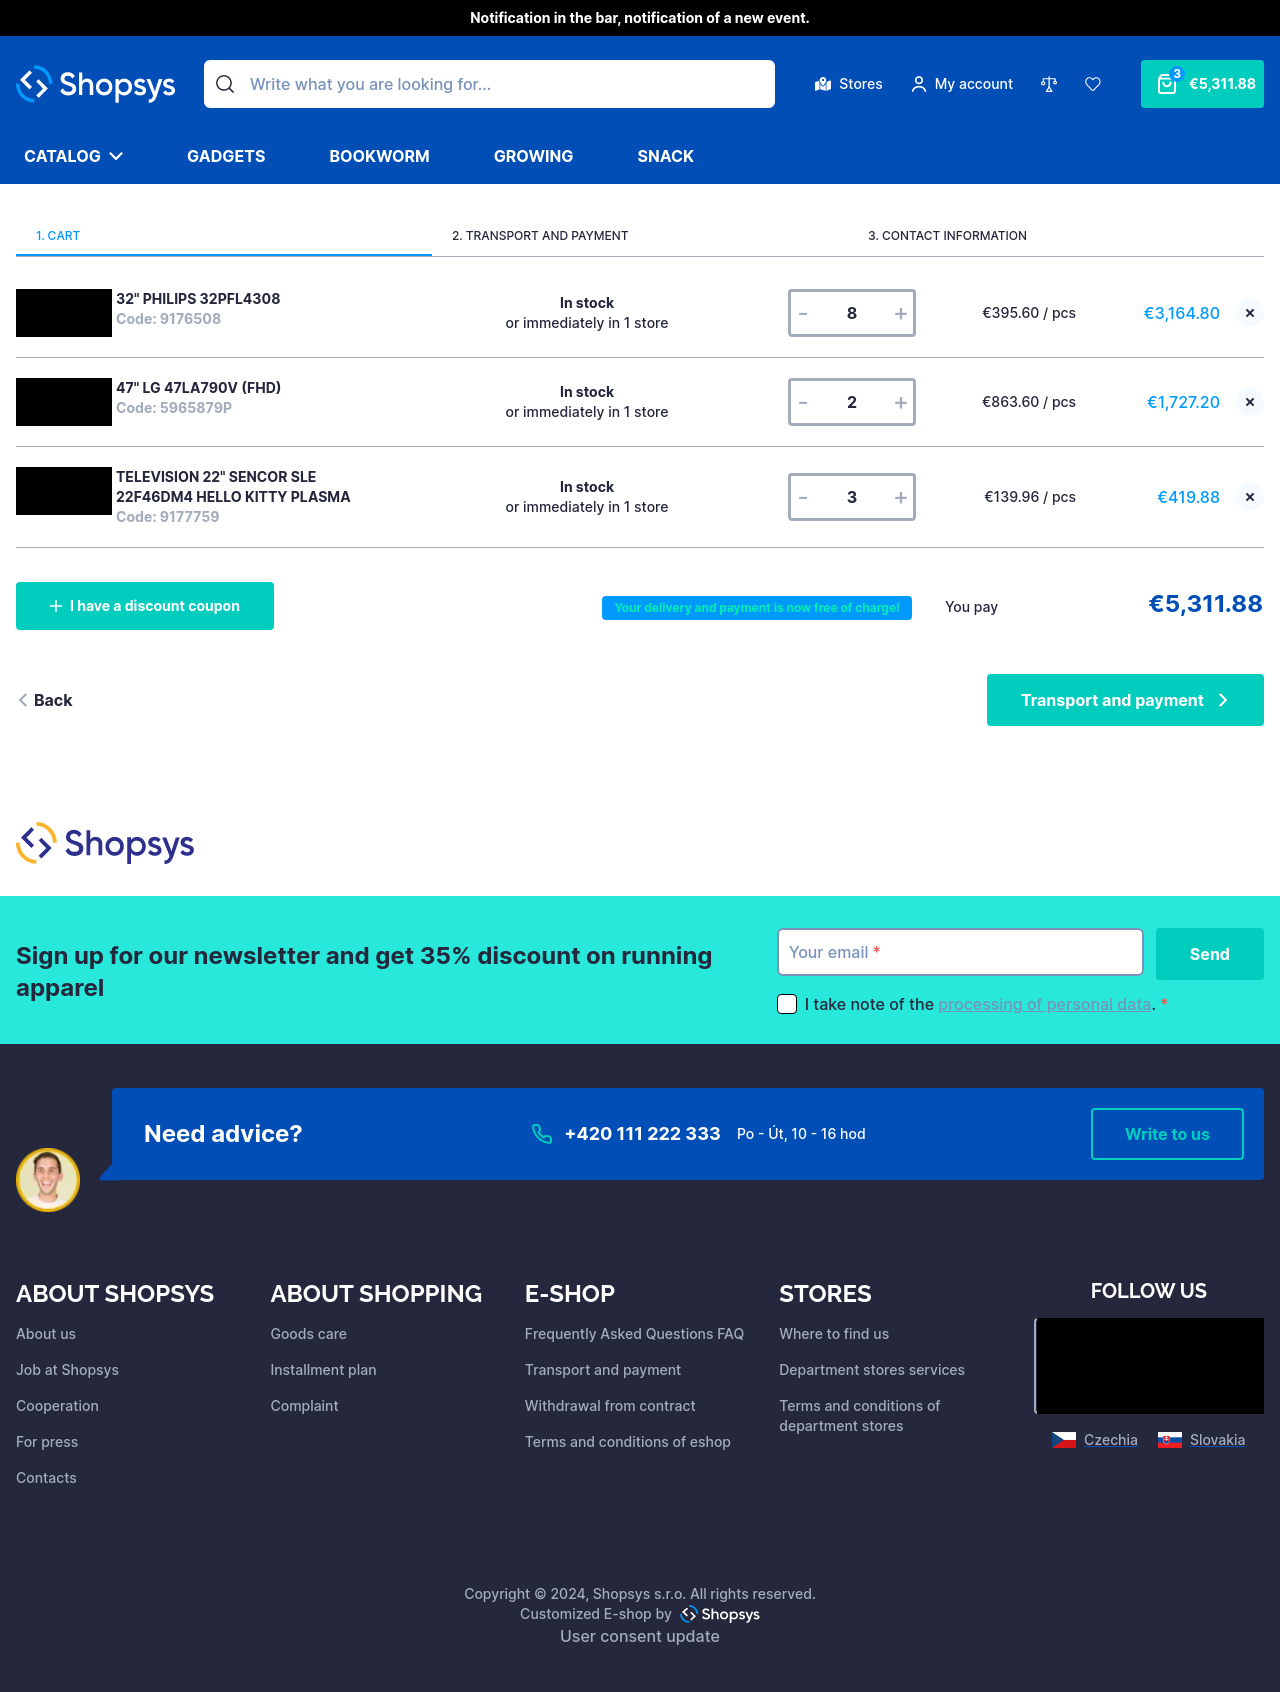 Notification in the bar, notification of a new event.
Shopsys
Write what you are looking for...
Stores
My account
3
€5,311.88
CATALOG
GADGETS
BOOKWORM
GROWING
SNACK
1. CART
2. TRANSPORT AND PAYMENT
3. CONTACT INFORMATION
32" PHILIPS 32PFL4308
Code: 9176508
In stock
or immediately in 1 store
- 8 +
€395.60 / pcs
€3,164.80
47" LG 47LA790V (FHD)
Code: 5965879P
In stock
or immediately in 1 store
- 2 +
€863.60 / pcs
€1,727.20
TELEVISION 22" SENCOR SLE
22F46DM4 HELLO KITTY PLASMA
Code: 9177759
In stock
or immediately in 1 store
- 3 +
€139.96 / pcs
€419.88
I have a discount coupon
Your delivery and payment is now free of charge!
You pay
€5,311.88
Back
Transport and payment
Shopsys
Sign up for our newsletter and get 35% discount on running
apparel
Your email *
Send
I take note of the processing of personal data. *
Need advice?
+420 111 222 333
Po - Út, 10 - 16 hod
Write to us
ABOUT SHOPSYS
About us
Job at Shopsys
Cooperation
For press
Contacts
ABOUT SHOPPING
Goods care
Installment plan
Complaint
E-SHOP
Frequently Asked Questions FAQ
Transport and payment
Withdrawal from contract
Terms and conditions of eshop
STORES
Where to find us
Department stores services
Terms and conditions of
department stores
FOLLOW US
Czechia
Slovakia
Copyright © 2024, Shopsys s.r.o. All rights reserved.
Customized E-shop by Shopsys
User consent update